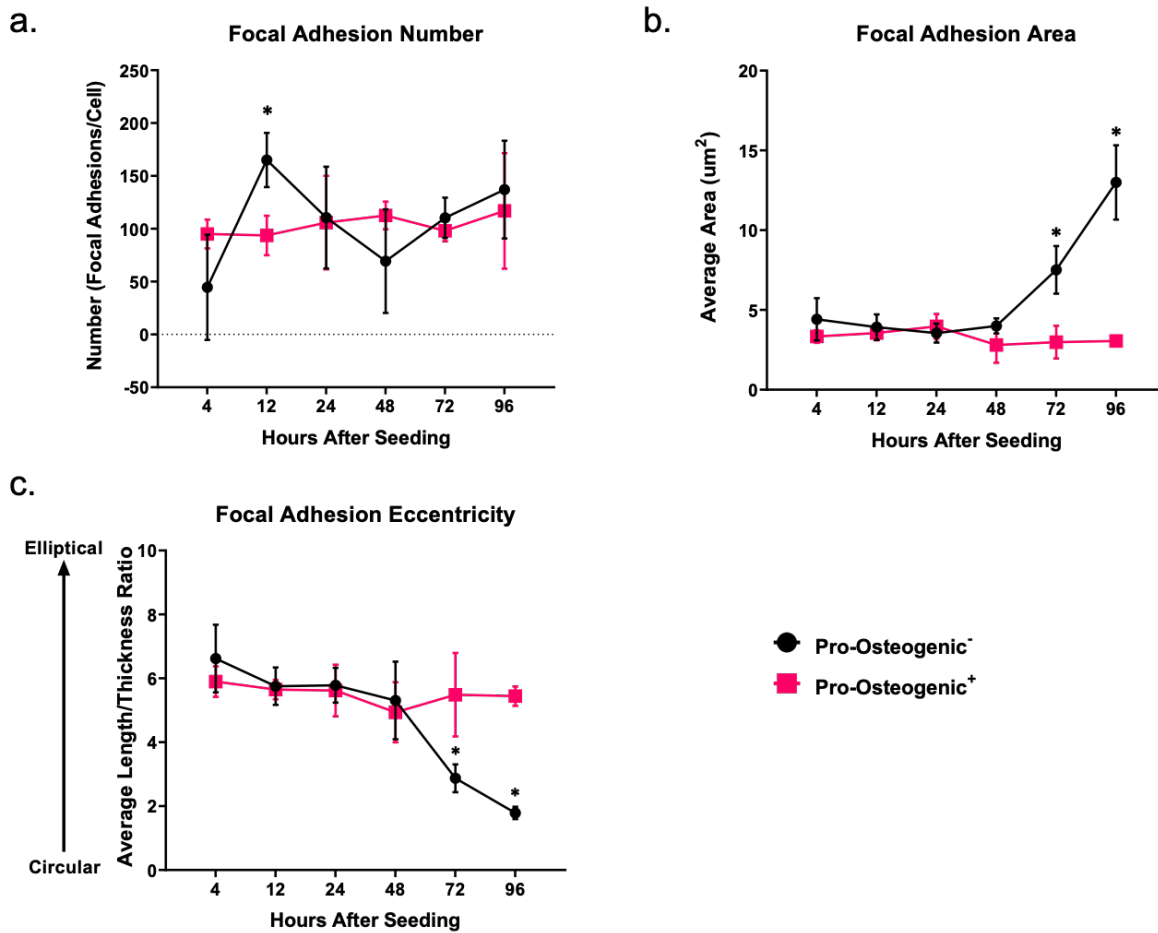 a.
Focal Adhesion Number
Number (Focal Adhesions/Cell)
250
200
150
100
50
0
-50
*
4 12 24 48 72 96
Hours After Seeding
b.
Focal Adhesion Area
Average Area (um²)
20
15
10
5
0
*
*
4 12 24 48 72 96
Hours After Seeding
c.
Focal Adhesion Eccentricity
Elliptical
Circular
Average Length/Thickness Ratio
10
8
6
4
2
0
*
*
4 12 24 48 72 96
Hours After Seeding
Pro-Osteogenic⁻
Pro-Osteogenic⁺